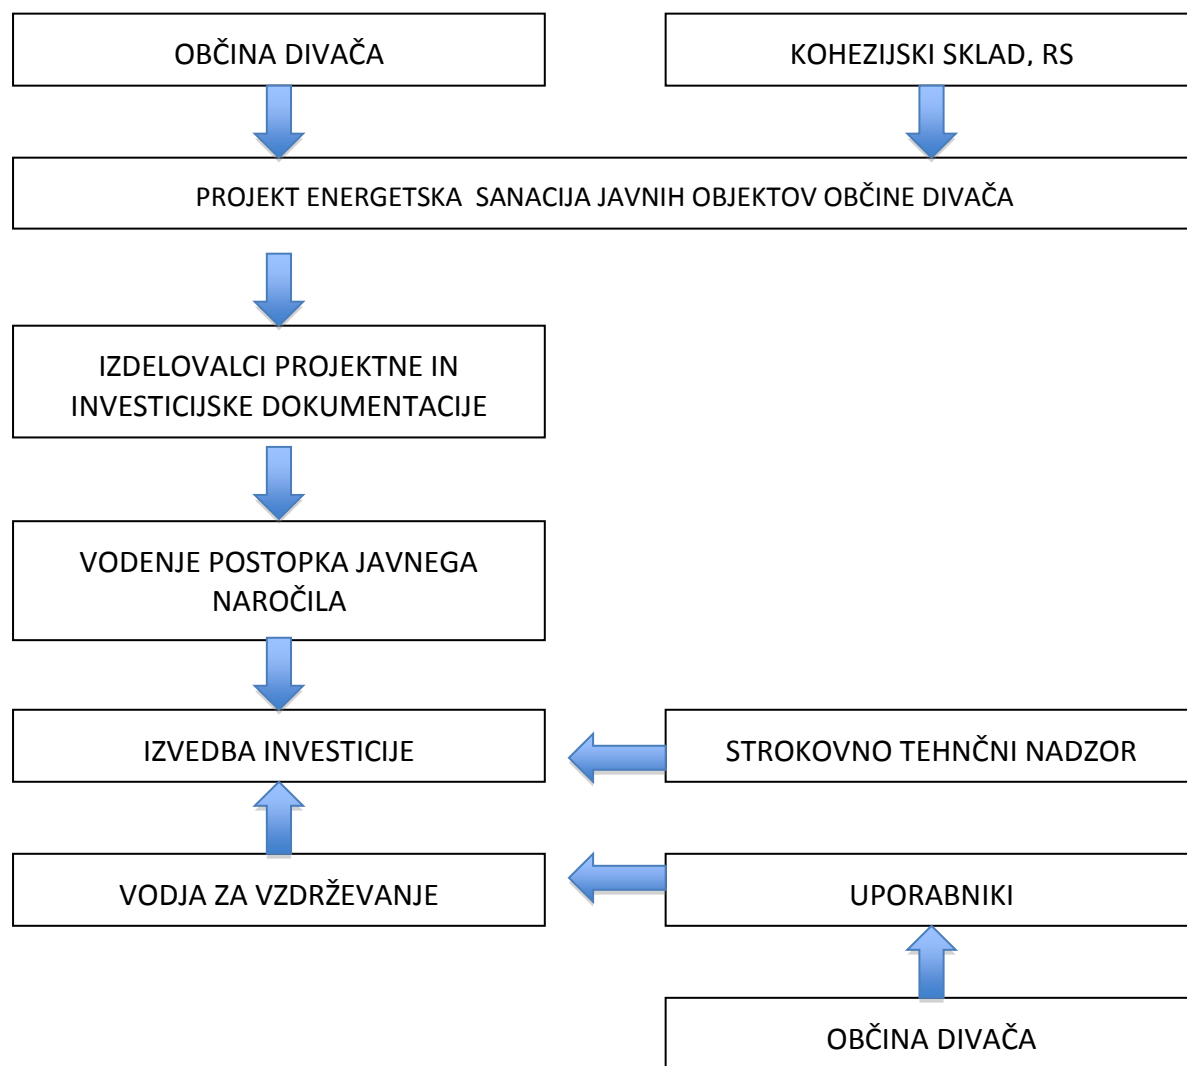 OBČINA DIVAČA
KOHEZIJSKI SKLAD, RS
PROJEKT ENERGETSKA SANACIJA JAVNIH OBJEKTOV OBČINE DIVAČA
IZDELOVALCI PROJEKTNE IN
INVESTICIJSKE DOKUMENTACIJE
VODENJE POSTOPKA JAVNEGA
NAROČILA
IZVEDBA INVESTICIJE
STROKOVNO TEHNČNI NADZOR
VODJA ZA VZDRŽEVANJE
UPORABNIKI
OBČINA DIVAČA